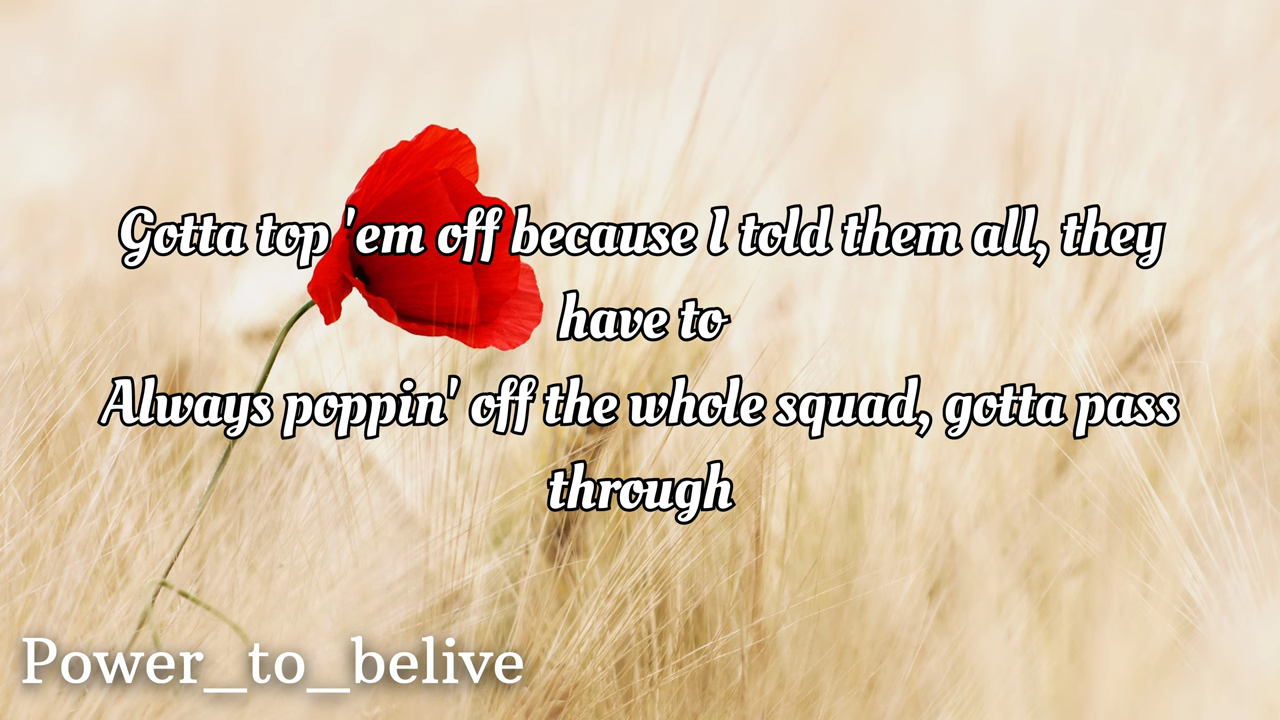 Gotta top 'em off because I told them all, they
have to
Always poppin' off the whole squad, gotta pass
through
Power_to_belive